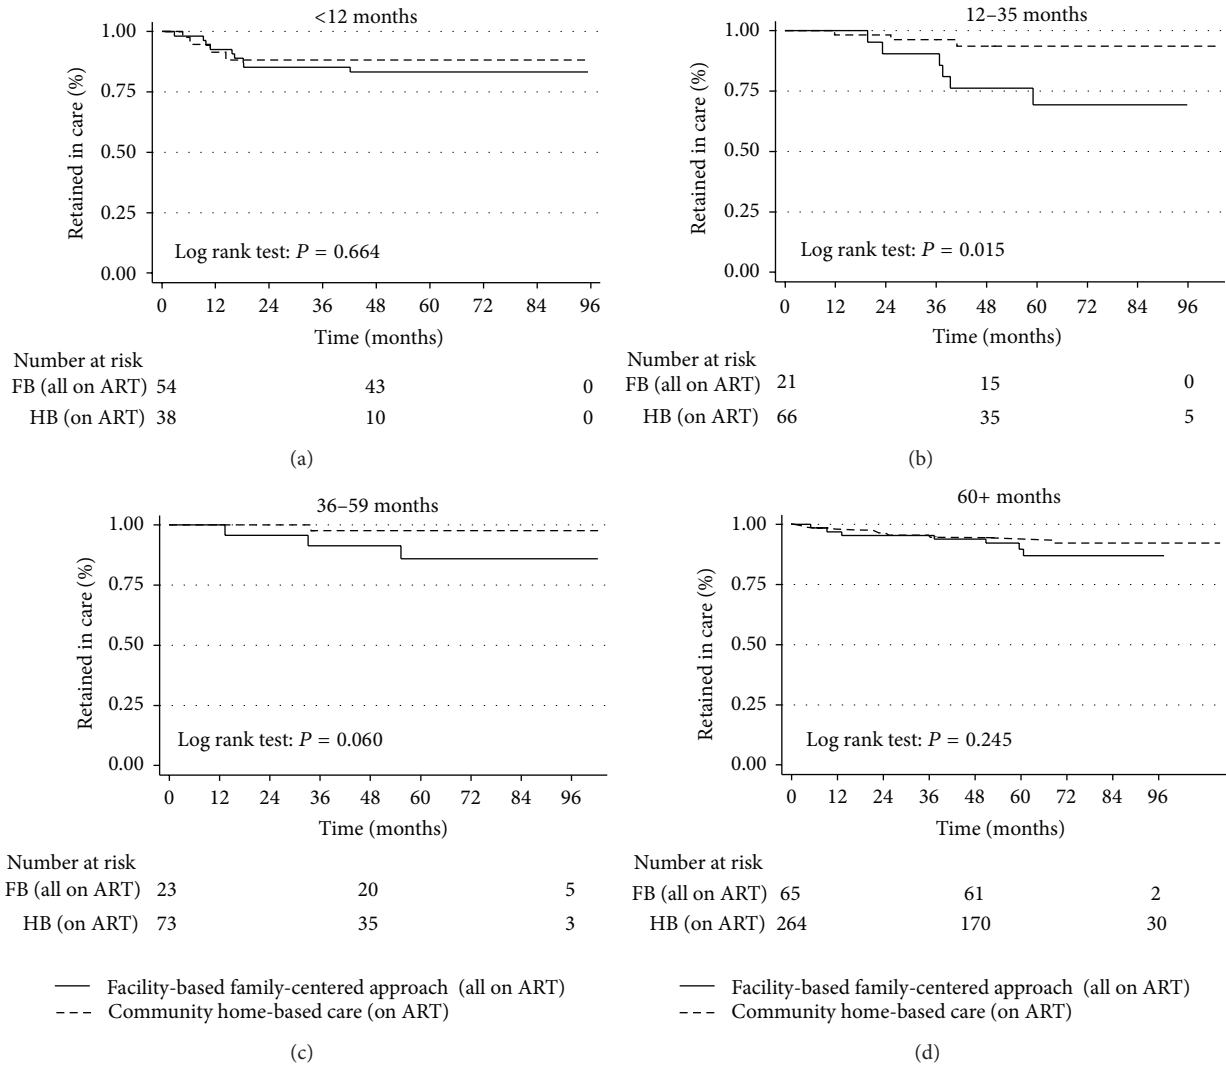 <12 months
1.00
0.75
0.50
0.25
0.00
Retained in care (%)
Log rank test: P = 0.664
0 12 24 36 48 60 72 84 96
Time (months)
Number at risk
FB (all on ART) 54 43 0
HB (on ART) 38 10 0
(a)
12–35 months
1.00
0.75
0.50
0.25
0.00
Retained in care (%)
Log rank test: P = 0.015
0 12 24 36 48 60 72 84 96
Time (months)
Number at risk
FB (all on ART) 21 15 0
HB (on ART) 66 35 5
(b)
36–59 months
1.00
0.75
0.50
0.25
0.00
Retained in care (%)
Log rank test: P = 0.060
0 12 24 36 48 60 72 84 96
Time (months)
Number at risk
FB (all on ART) 23 20 5
HB (on ART) 73 35 3
Facility-based family-centered approach (all on ART)
Community home-based care (on ART)
(c)
60+ months
1.00
0.75
0.50
0.25
0.00
Retained in care (%)
Log rank test: P = 0.245
0 12 24 36 48 60 72 84 96
Time (months)
Number at risk
FB (all on ART) 65 61 2
HB (on ART) 264 170 30
Facility-based family-centered approach (all on ART)
Community home-based care (on ART)
(d)